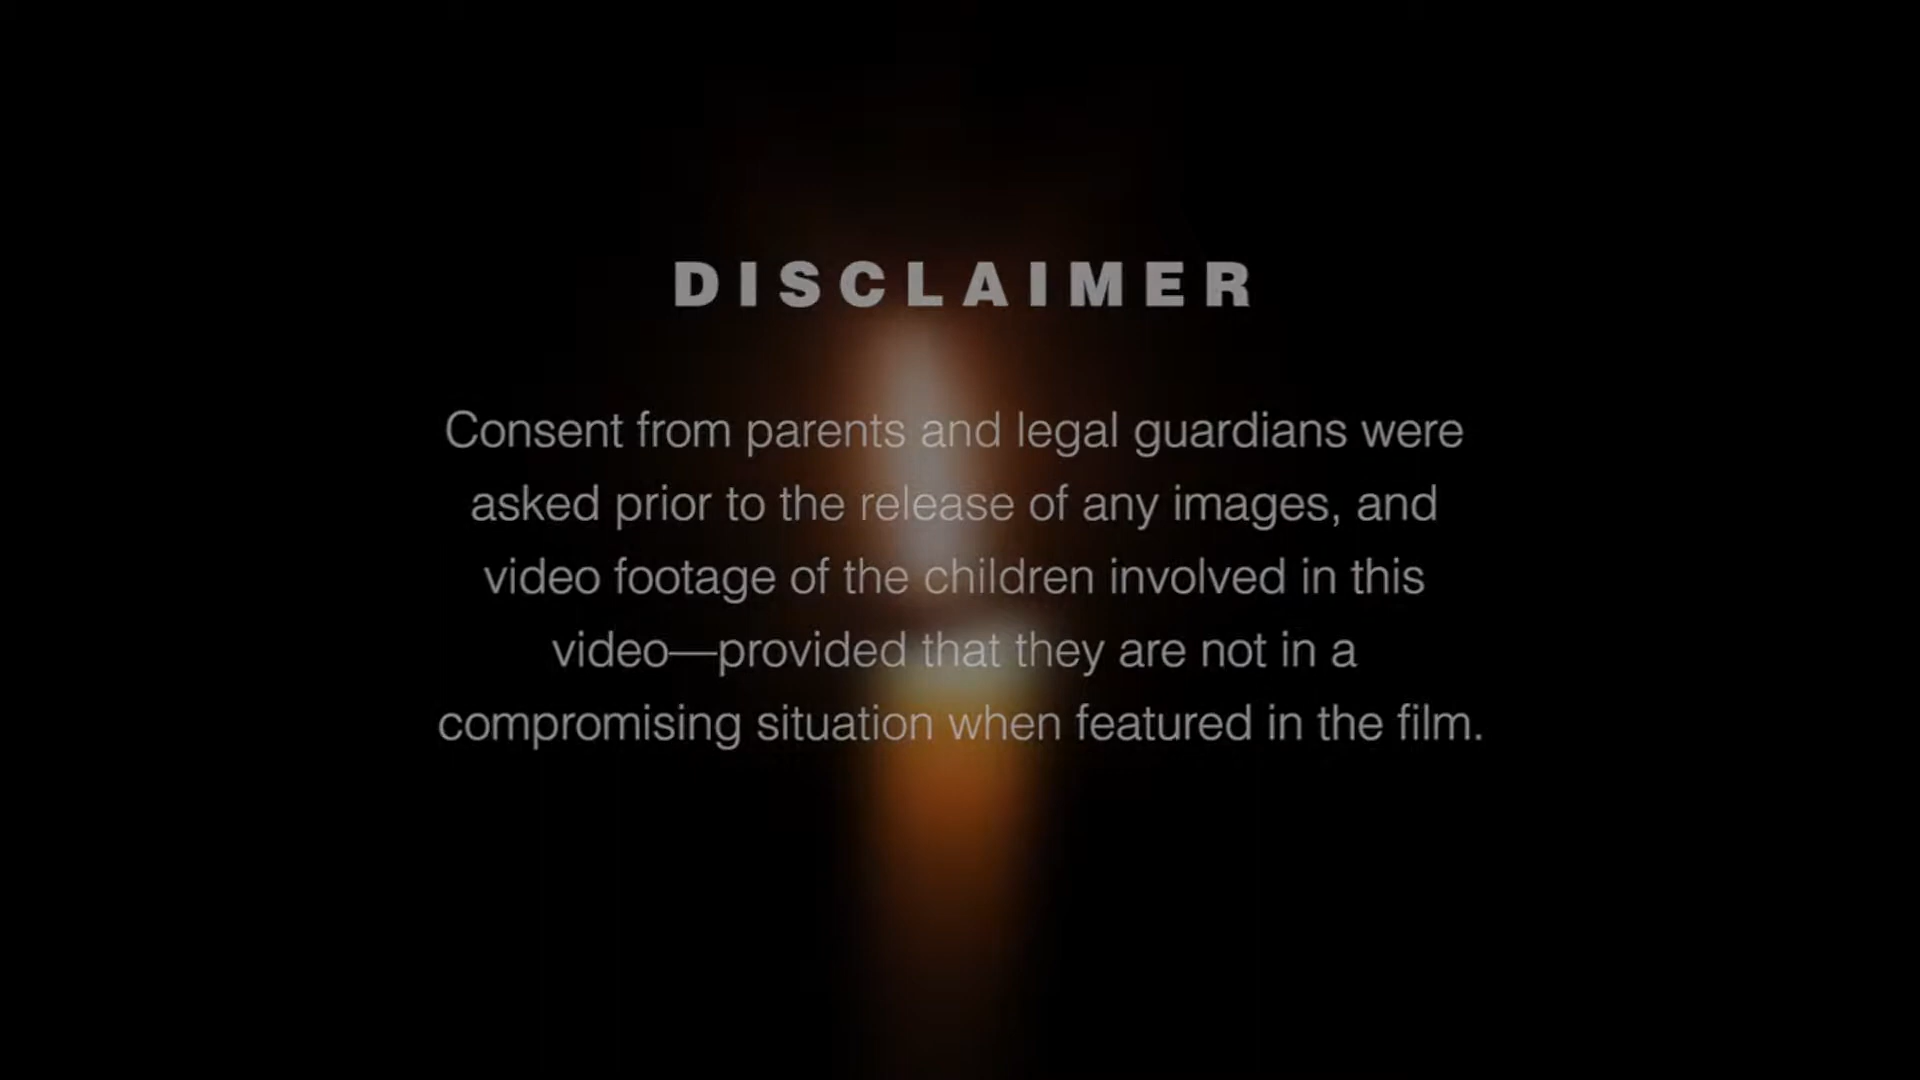 DISCLAIMER
Consent from parents and legal guardians were
asked prior to the release of any images, and
video footage of the children involved in this
video—provided that they are not in a
compromising situation when featured in the film.